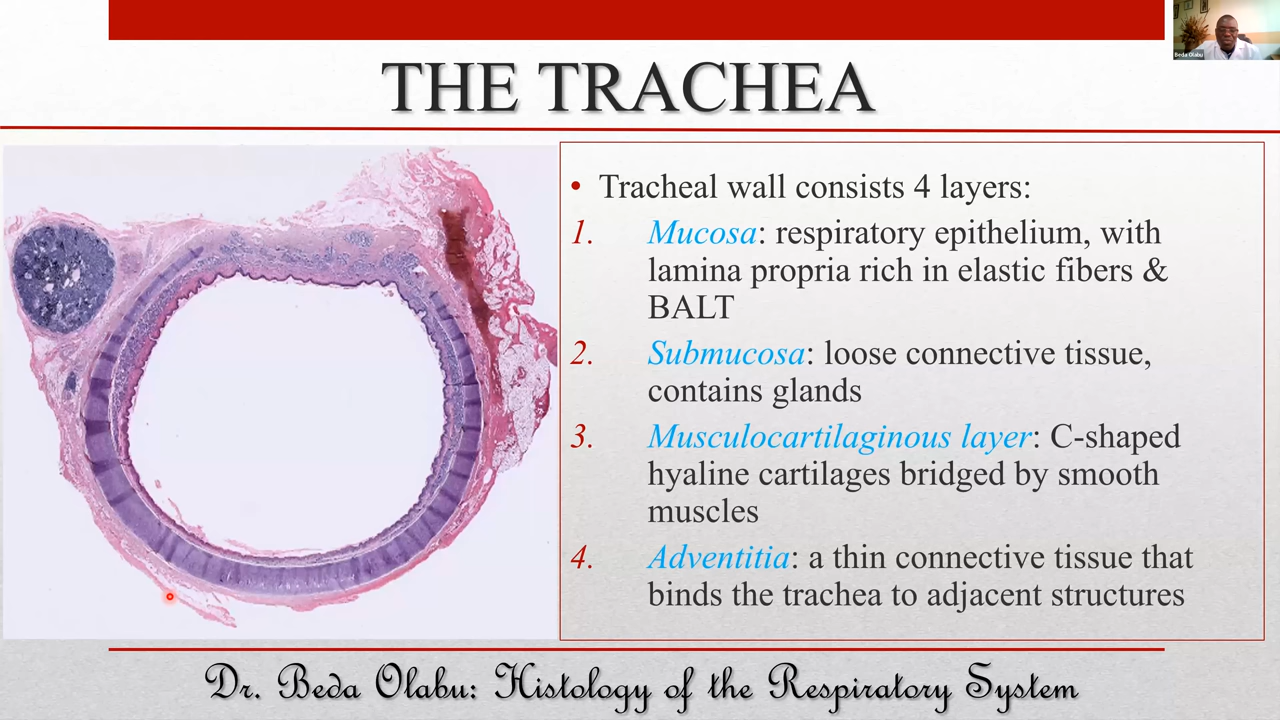 Beda Olabu
THE TRACHEA
• Tracheal wall consists 4 layers:
1. Mucosa: respiratory epithelium, with
lamina propria rich in elastic fibers &
BALT
2. Submucosa: loose connective tissue,
contains glands
3. Musculocartilaginous layer: C-shaped
hyaline cartilages bridged by smooth
muscles
4. Adventitia: a thin connective tissue that
binds the trachea to adjacent structures
Dr. Beda Olabu: Histology of the Respiratory System